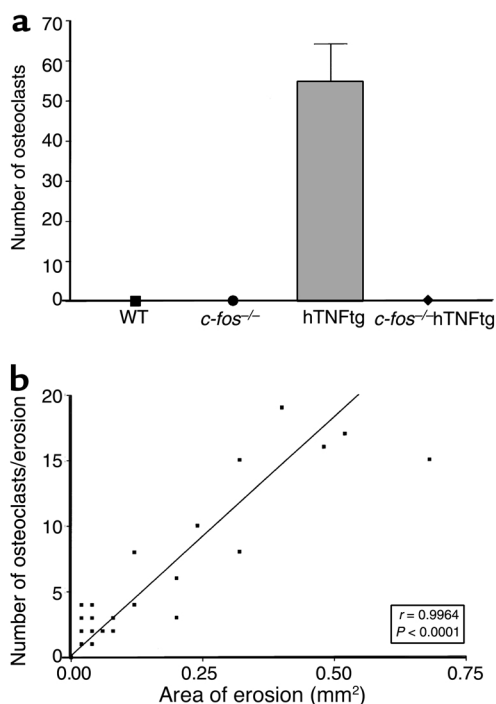 a
Number of osteoclasts
70
60
50
40
30
20
10
0
WT c-fos–/– hTNFtg c-fos–/–hTNFtg
b
Number of osteoclasts/erosion
20
15
10
5
0
r = 0.9964
P < 0.0001
0.00 0.25 0.50 0.75
Area of erosion (mm²)